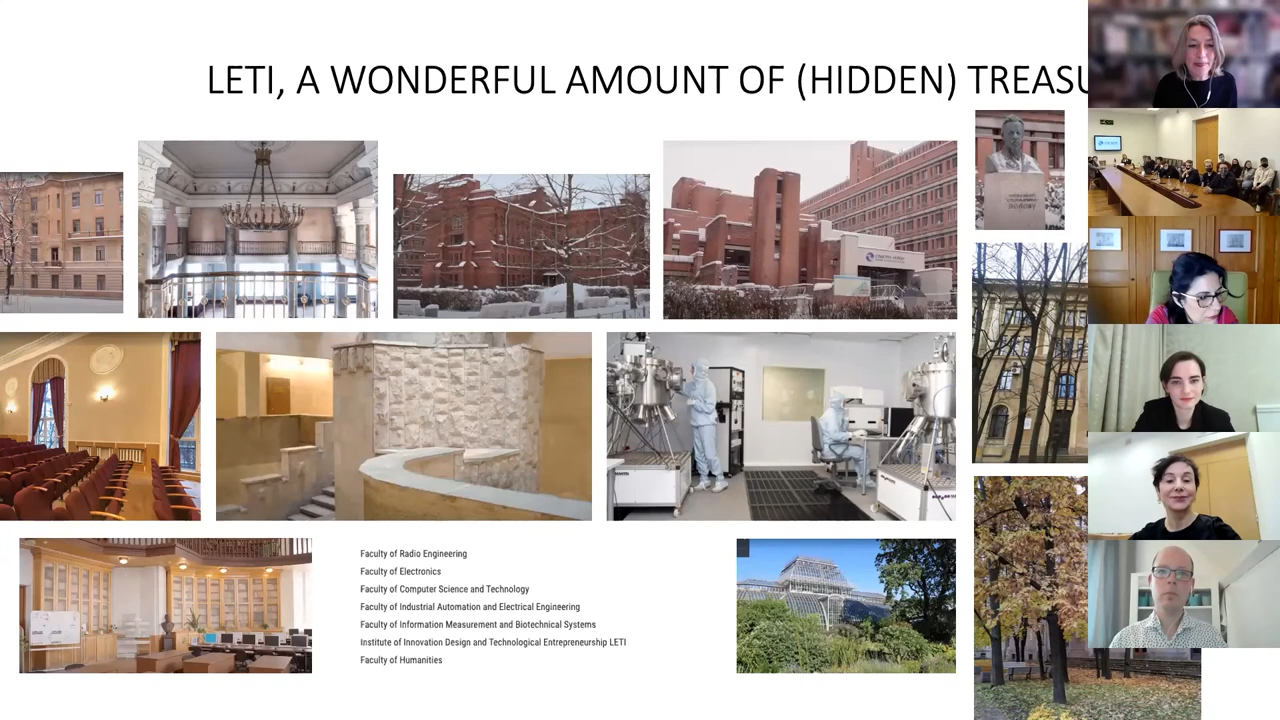 LETI, A WONDERFUL AMOUNT OF (HIDDEN) TREASU
Faculty of Radio Engineering
Faculty of Electronics
Faculty of Computer Science and Technology
Faculty of Industrial Automation and Electrical Engineering
Faculty of Information Measurement and Biotechnical Systems
Institute of Innovation Design and Technological Entrepreneurship LETI
Faculty of Humanities